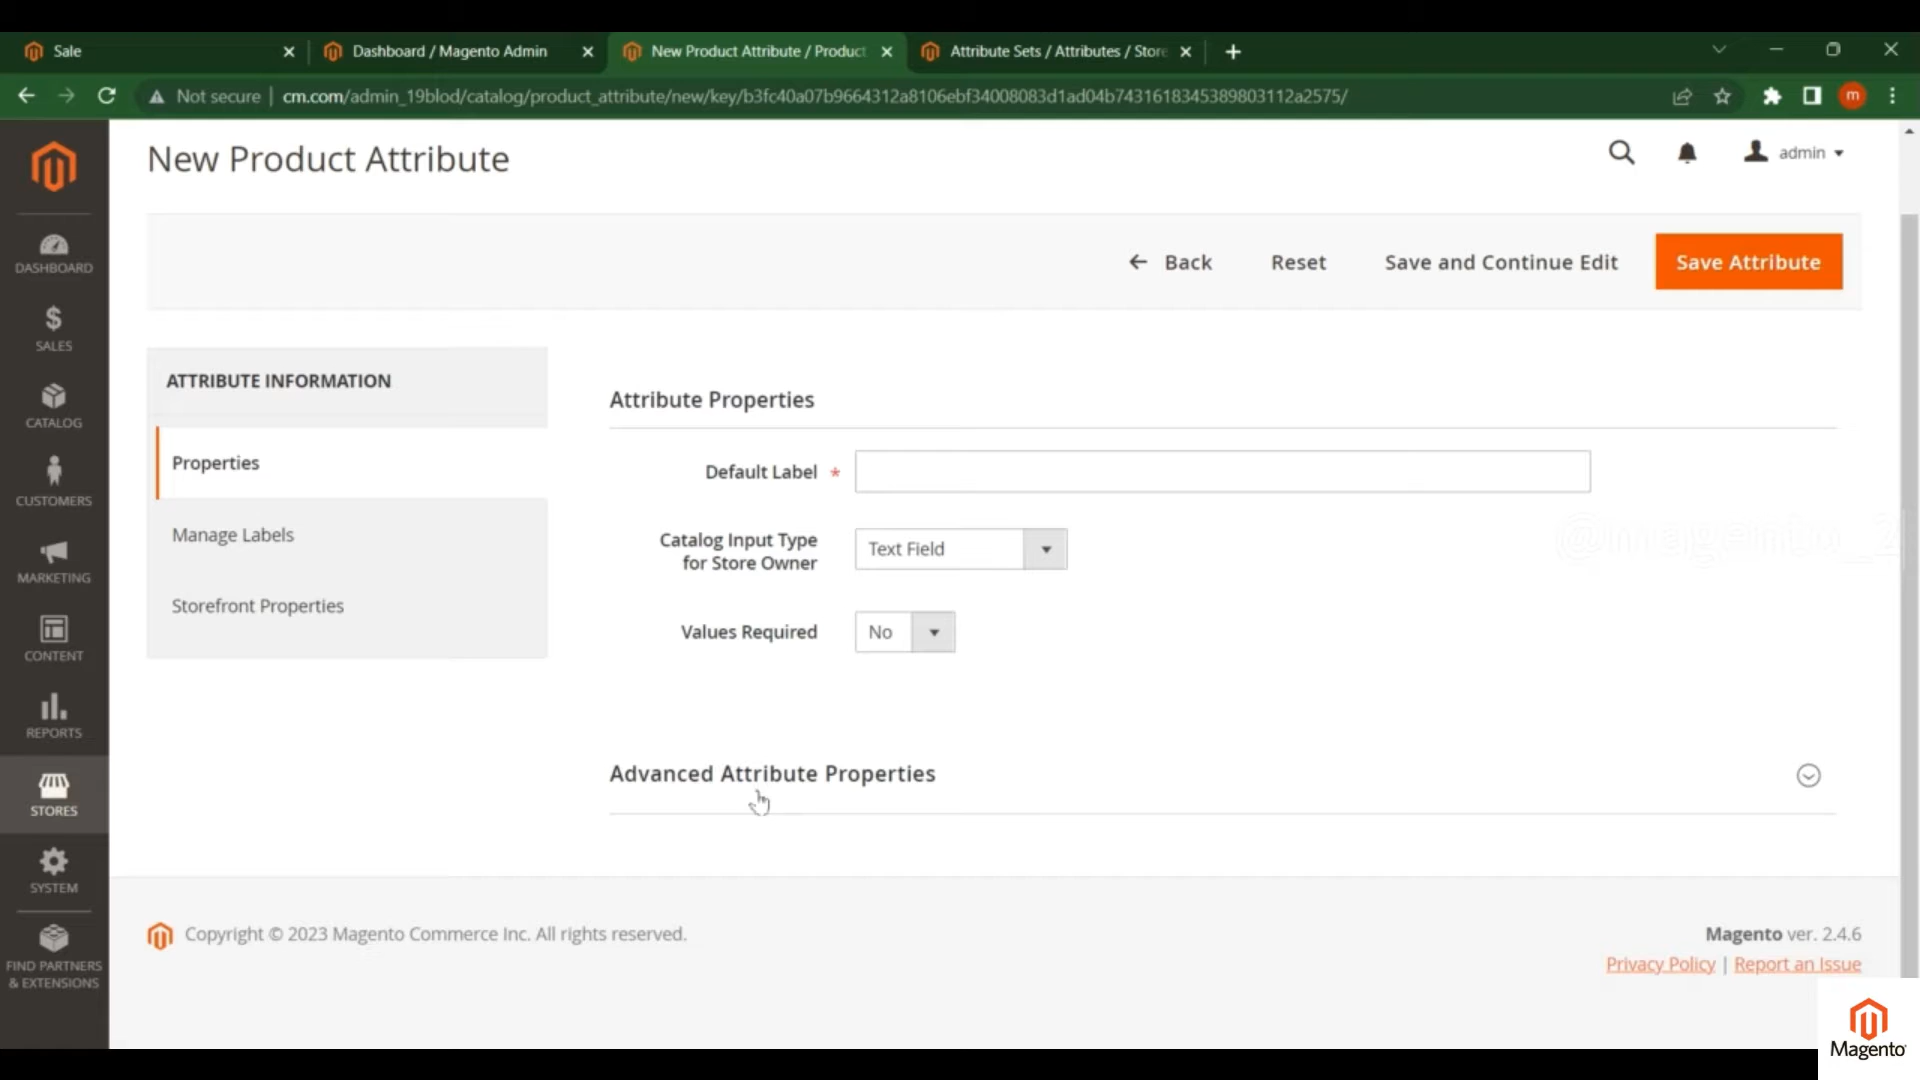 Sale
Dashboard / Magento Admin
New Product Attribute / Product
Attribute Sets / Attributes / Store
Not secure
cm.com/admin_19blod/catalog/product_attribute/new/key/b3fc40a07b9664312a8106ebf34008083d1ad04b7431618345389803112a2575/
m
New Product Attribute
admin
Back
Reset
Save and Continue Edit
Save Attribute
DASHBOARD
SALES
CATALOG
CUSTOMERS
MARKETING
CONTENT
REPORTS
STORES
SYSTEM
FIND PARTNERS
& EXTENSIONS
ATTRIBUTE INFORMATION
Properties
Manage Labels
Storefront Properties
Attribute Properties
Default Label *
Catalog Input Type
for Store Owner
Text Field
Values Required
No
@magento_2
Advanced Attribute Properties
Copyright © 2023 Magento Commerce Inc. All rights reserved.
Magento ver. 2.4.6
Privacy Policy | Report an Issue
Magento